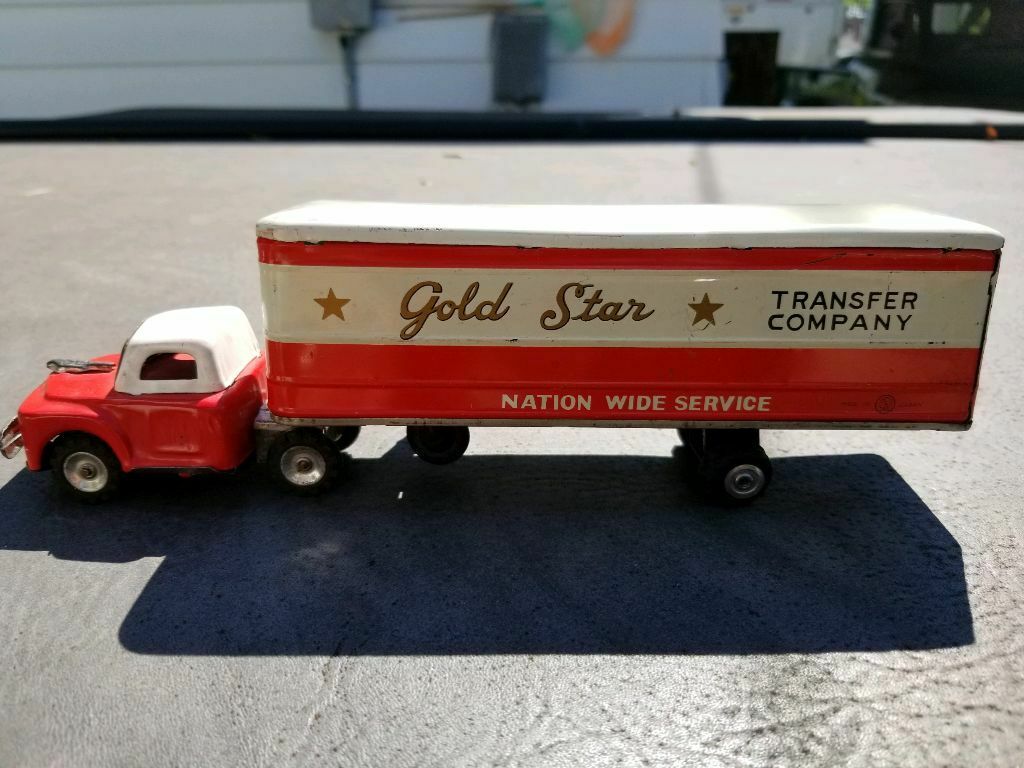 Gold Star
TRANSFER
COMPANY
NATION WIDE SERVICE